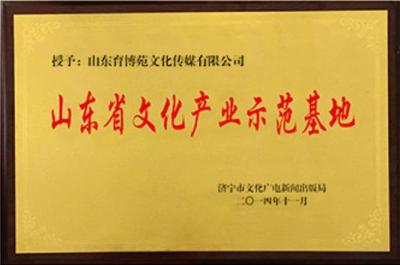 授予：山东育博苑文化传媒有限公司
山东省文化产业示范基地
济宁市文化广电新闻出版局
二〇一四年十一月